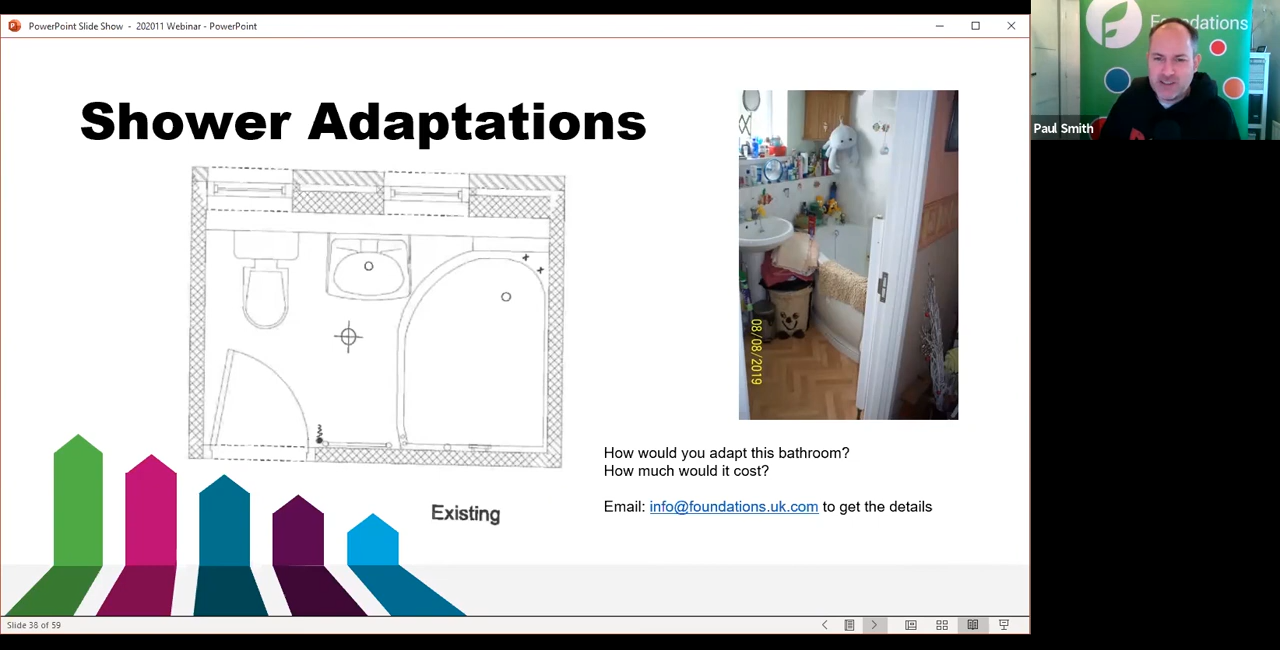 PowerPoint Slide Show - 202011 Webinar - PowerPoint
Foundations
Paul Smith
Shower Adaptations
08/08/2019
How would you adapt this bathroom?
How much would it cost?
Email: info@foundations.uk.com to get the details
Existing
Slide 38 of 59